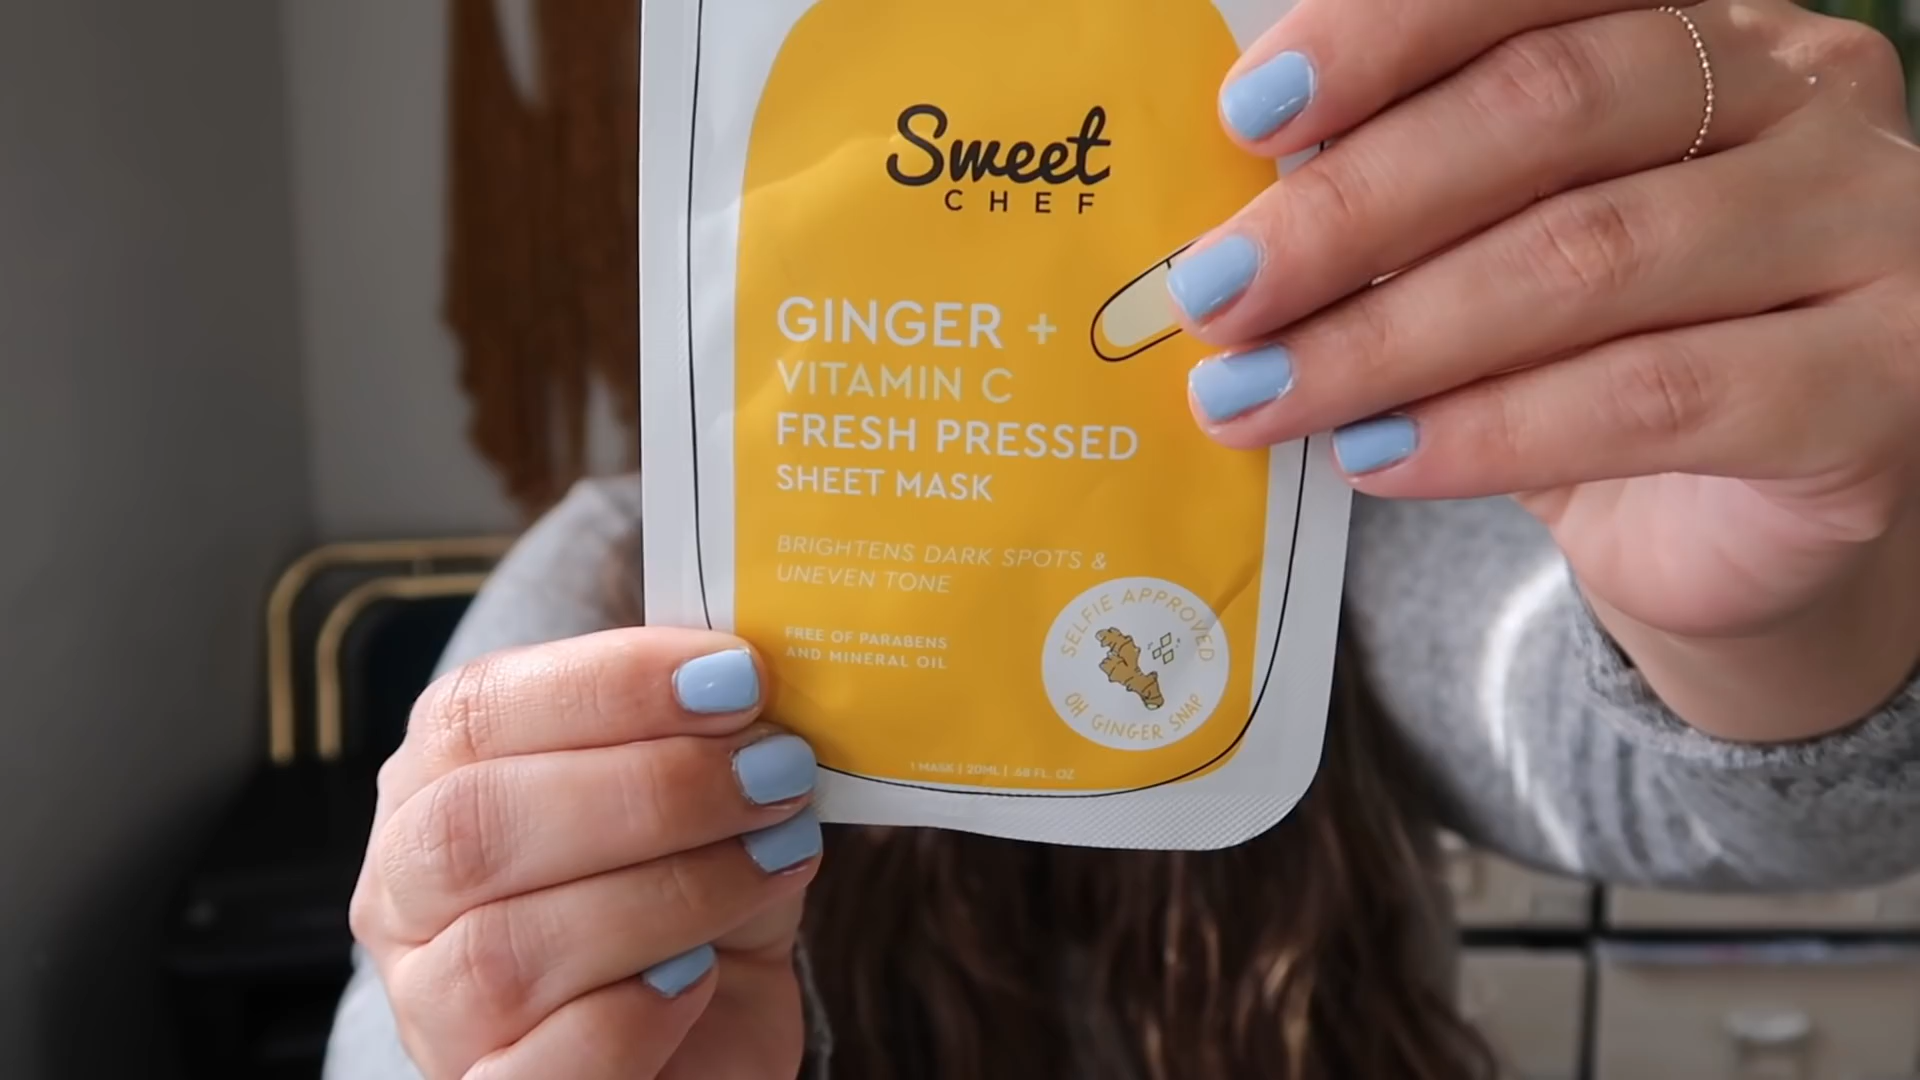 Sweet
CHEF
GINGER +
VITAMIN C
FRESH PRESSED
SHEET MASK
BRIGHTENS DARK SPOTS &
UNEVEN TONE
FREE OF PARABENS
AND MINERAL OIL
SELFIE APPROVED
OH GINGER SNAP
1 MASK | 20ML | .68 FL. OZ